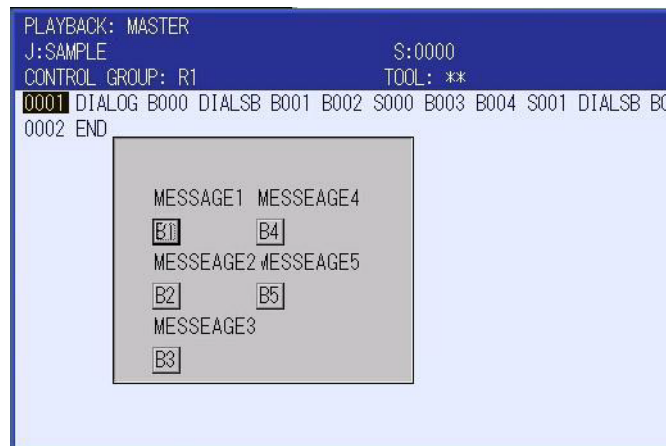 PLAYBACK: MASTER
J:SAMPLE S:0000
CONTROL GROUP: R1 TOOL: **
0001 DIALOG B000 DIALSB B001 B002 S000 B003 B004 S001 DIALSB
0002 END
MESSAGE1 MESSEAGE4
B1 B4
MESSEAGE2 MESSEAGE5
B2 B5
MESSEAGE3
B3